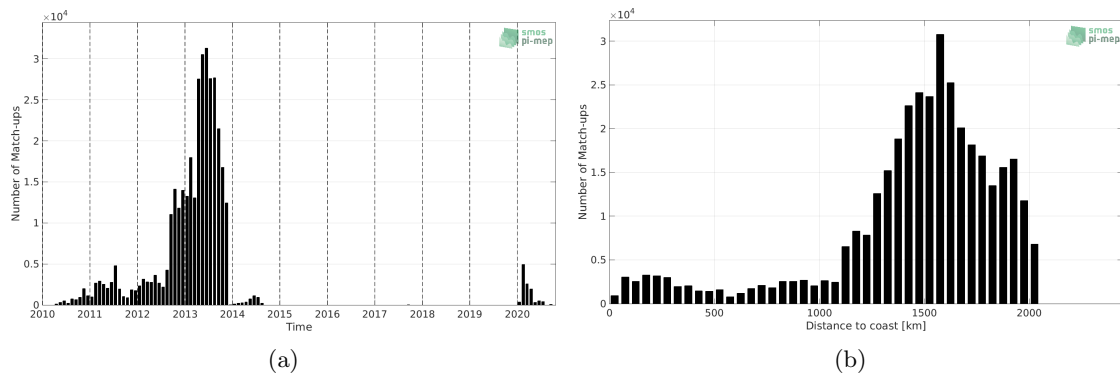 ×10⁴
3
2.5
2
1.5
1
0.5
0
Number of Match-ups
2010 2011 2012 2013 2014 2015 2016 2017 2018 2019 2020
Time
smos
pi-mep
(a)
×10⁴
3
2.5
2
1.5
1
0.5
0
Number of Match-ups
0 500 1000 1500 2000
Distance to coast [km]
smos
pi-mep
(b)